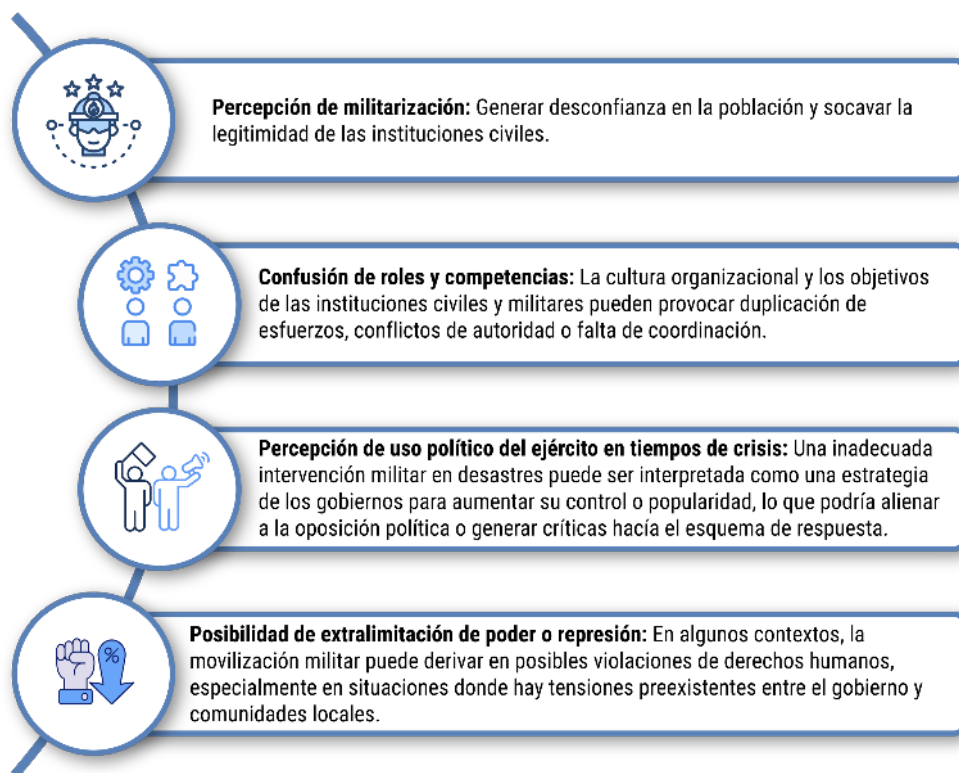 Percepción de militarización: Generar desconfianza en la población y socavar la
legitimidad de las instituciones civiles.
Confusión de roles y competencias: La cultura organizacional y los objetivos
de las instituciones civiles y militares pueden provocar duplicación de
esfuerzos, conflictos de autoridad o falta de coordinación.
Percepción de uso político del ejército en tiempos de crisis: Una inadecuada
intervención militar en desastres puede ser interpretada como una estrategia
de los gobiernos para aumentar su control o popularidad, lo que podría alienar
a la oposición política o generar críticas hacía el esquema de respuesta.
%
Posibilidad de extralimitación de poder o represión: En algunos contextos, la
movilización militar puede derivar en posibles violaciones de derechos humanos,
especialmente en situaciones donde hay tensiones preexistentes entre el gobierno y
comunidades locales.